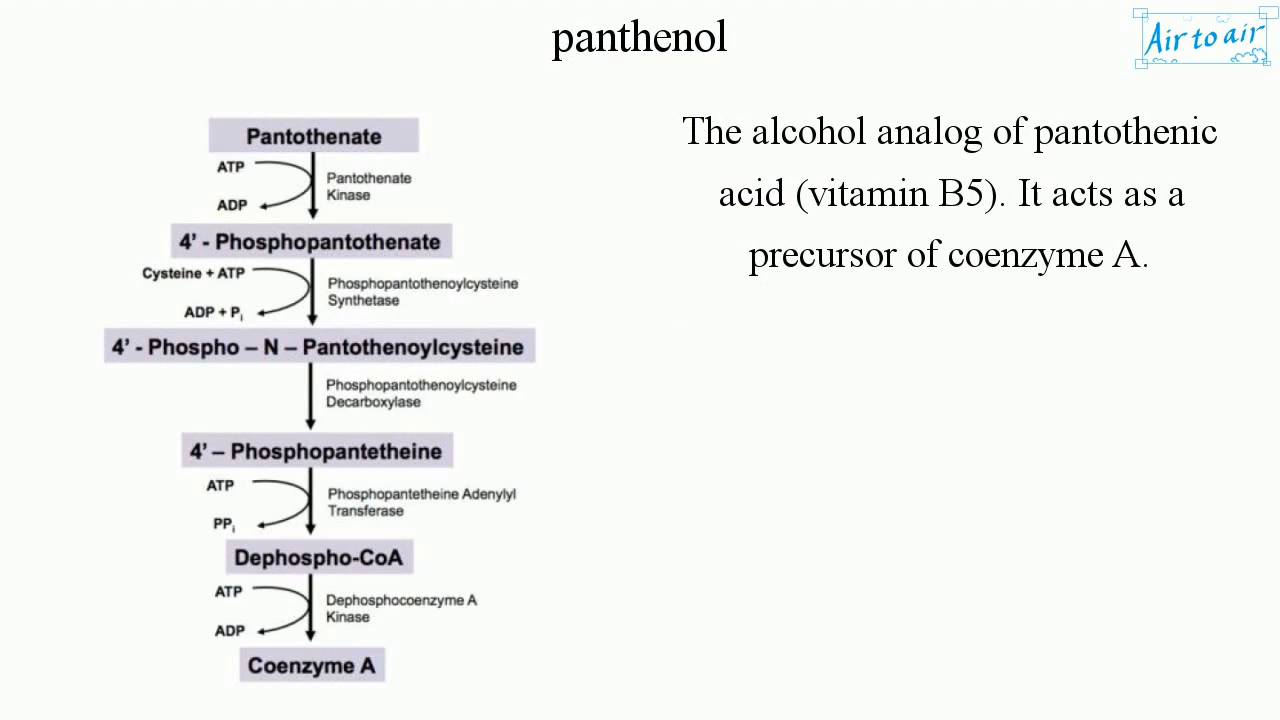 panthenol
Air to air
Pantothenate
ATP
Pantothenate
Kinase
ADP
4' - Phosphopantothenate
Cysteine + ATP
Phosphopantothenoylcysteine
Synthetase
ADP + Pi
4' - Phospho – N – Pantothenoylcysteine
Phosphopantothenoylcysteine
Decarboxylase
4' – Phosphopantetheine
ATP
Phosphopantetheine Adenylyl
Transferase
PPi
Dephospho-CoA
ATP
Dephosphocoenzyme A
Kinase
ADP
Coenzyme A
The alcohol analog of pantothenic
acid (vitamin B5). It acts as a
precursor of coenzyme A.